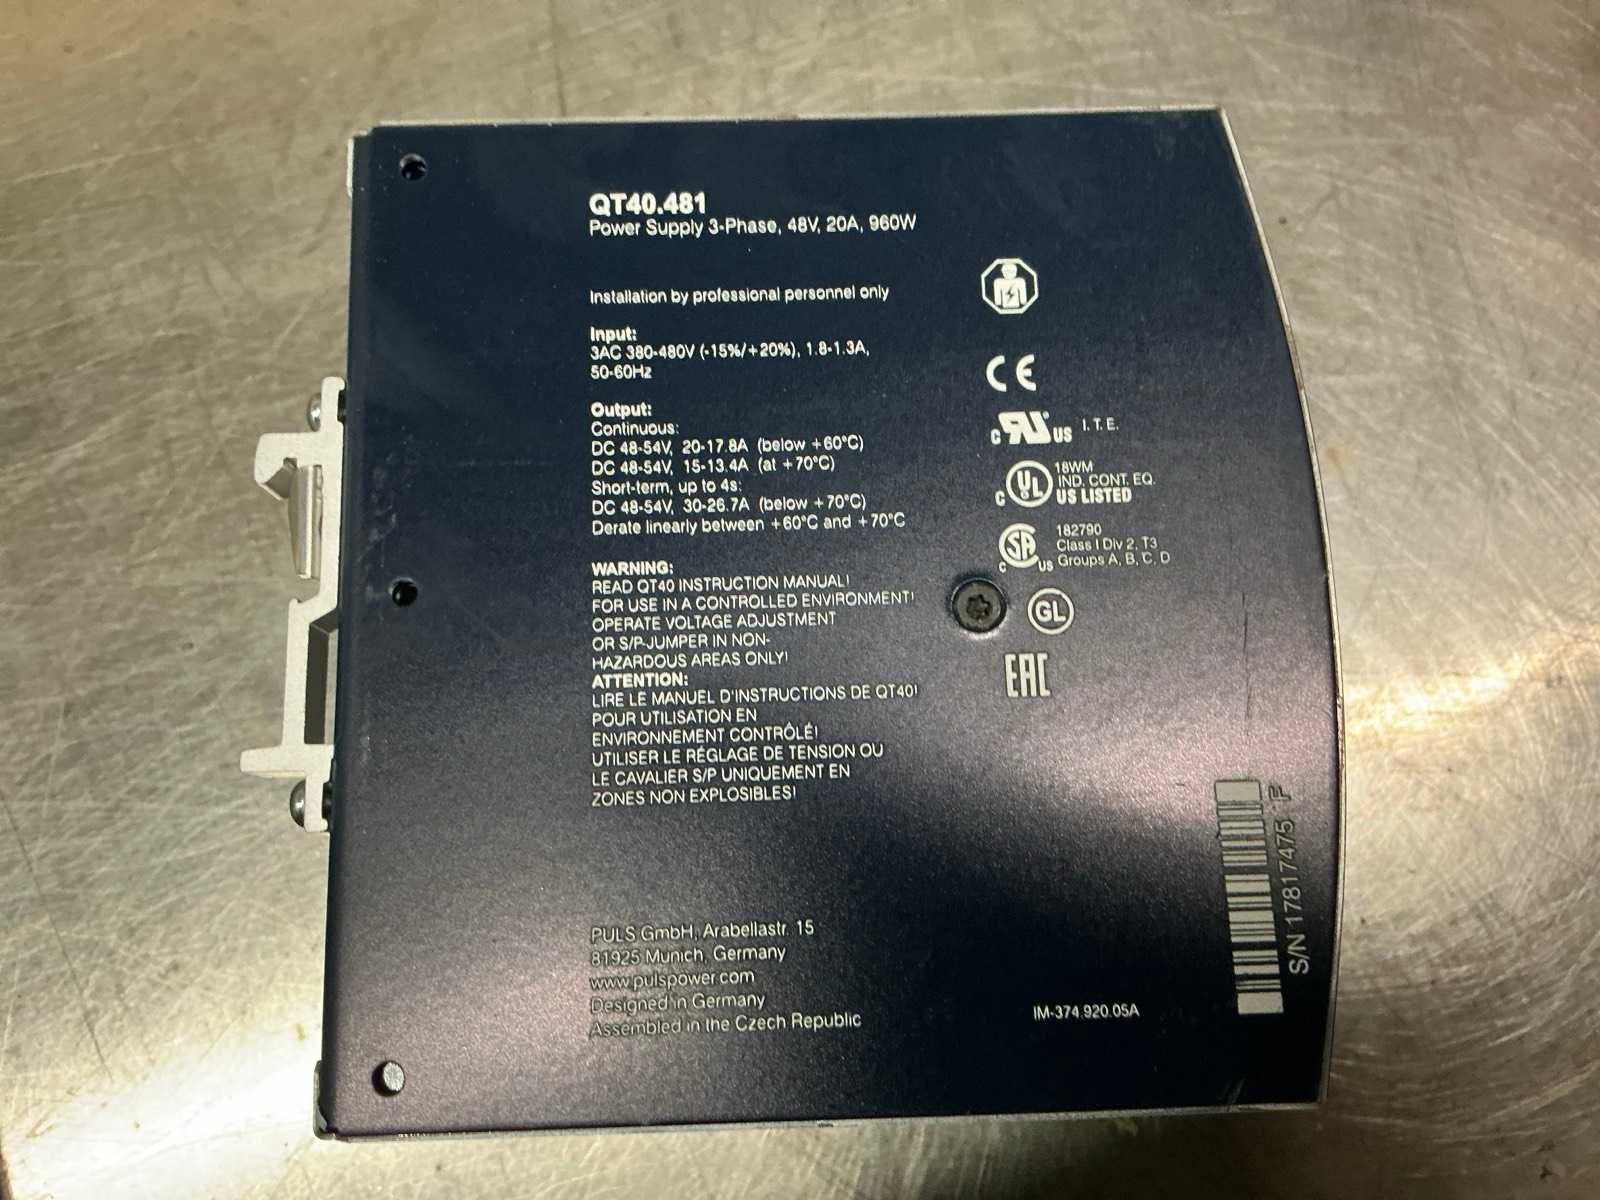 QT40.481
Power Supply 3-Phase, 48V, 20A, 960W
Installation by professional personnel only
Input:
3AC 380-480V (-15%/+20%), 1.8-1.3A,
50-60Hz
Output:
Continuous:
DC 48-54V, 20-17.8A (below +60°C)
DC 48-54V, 15-13.4A (at +70°C)
Short-term, up to 4s:
DC 48-54V, 30-26.7A (below +70°C)
Derate linearly between +60°C and +70°C
WARNING:
READ QT40 INSTRUCTION MANUAL!
FOR USE IN A CONTROLLED ENVIRONMENT!
OPERATE VOLTAGE ADJUSTMENT
OR S/P-JUMPER IN NON-
HAZARDOUS AREAS ONLY!
ATTENTION:
LIRE LE MANUEL D'INSTRUCTIONS DE QT40!
POUR UTILISATION EN
ENVIRONNEMENT CONTRÔLÉ!
UTILISER LE RÉGLAGE DE TENSION OU
LE CAVALIER S/P UNIQUEMENT EN
ZONES NON EXPLOSIBLES!
PULS GmbH, Arabellastr. 15
81925 Munich, Germany
www.pulspower.com
Designed in Germany
Assembled in the Czech Republic
CE
c RU US I.T.E.
18WM
c UL IND. CONT. EQ.
US LISTED
182790
c SA US Class I Div 2, T3
Groups A, B, C, D
GL
EAC
IM-374.920.05A
S/N 17817475 F